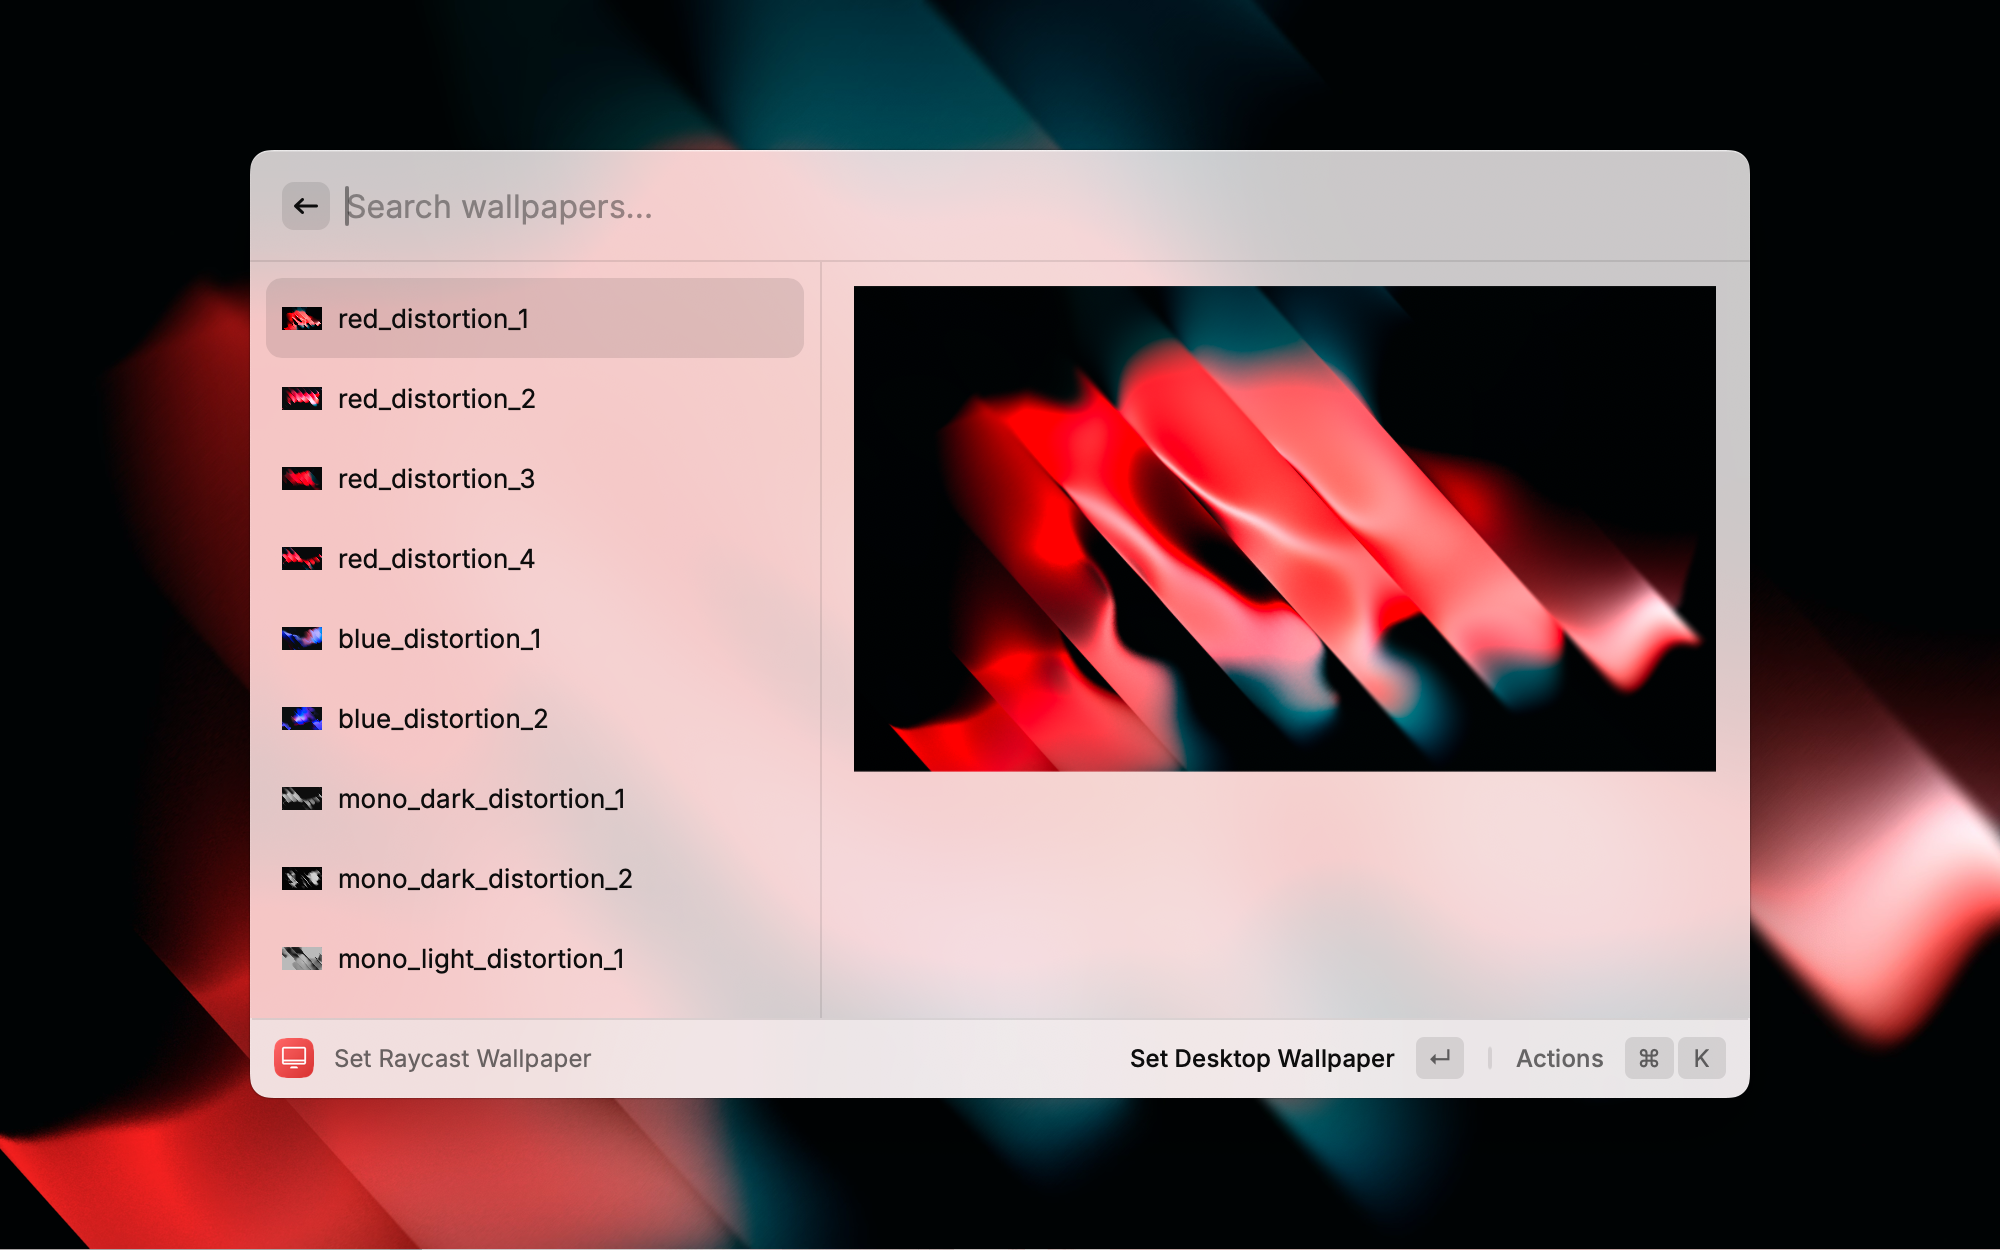 Search wallpapers...
red_distortion_1
red_distortion_2
red_distortion_3
red_distortion_4
blue_distortion_1
blue_distortion_2
mono_dark_distortion_1
mono_dark_distortion_2
mono_light_distortion_1
Set Raycast Wallpaper
Set Desktop Wallpaper ↵ | Actions ⌘ K